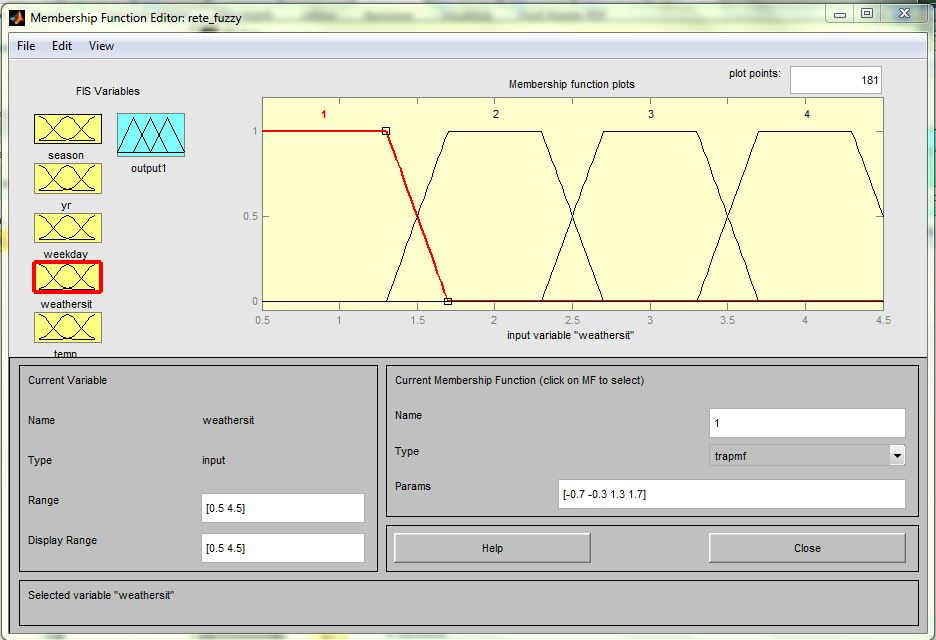 Membership Function Editor: rete_fuzzy
File Edit View
FIS Variables
season
yr
weekday
weathersit
temp
output1
Membership function plots
plot points: 181
1 2 3 4
1
0.5
0
0.5 1 1.5 2 2.5 3 3.5 4 4.5
input variable "weathersit"
Current Variable
Name weathersit
Type input
Range [0.5 4.5]
Display Range [0.5 4.5]
Current Membership Function (click on MF to select)
Name 1
Type trapmf
Params [-0.7 -0.3 1.3 1.7]
Help Close
Selected variable "weathersit"